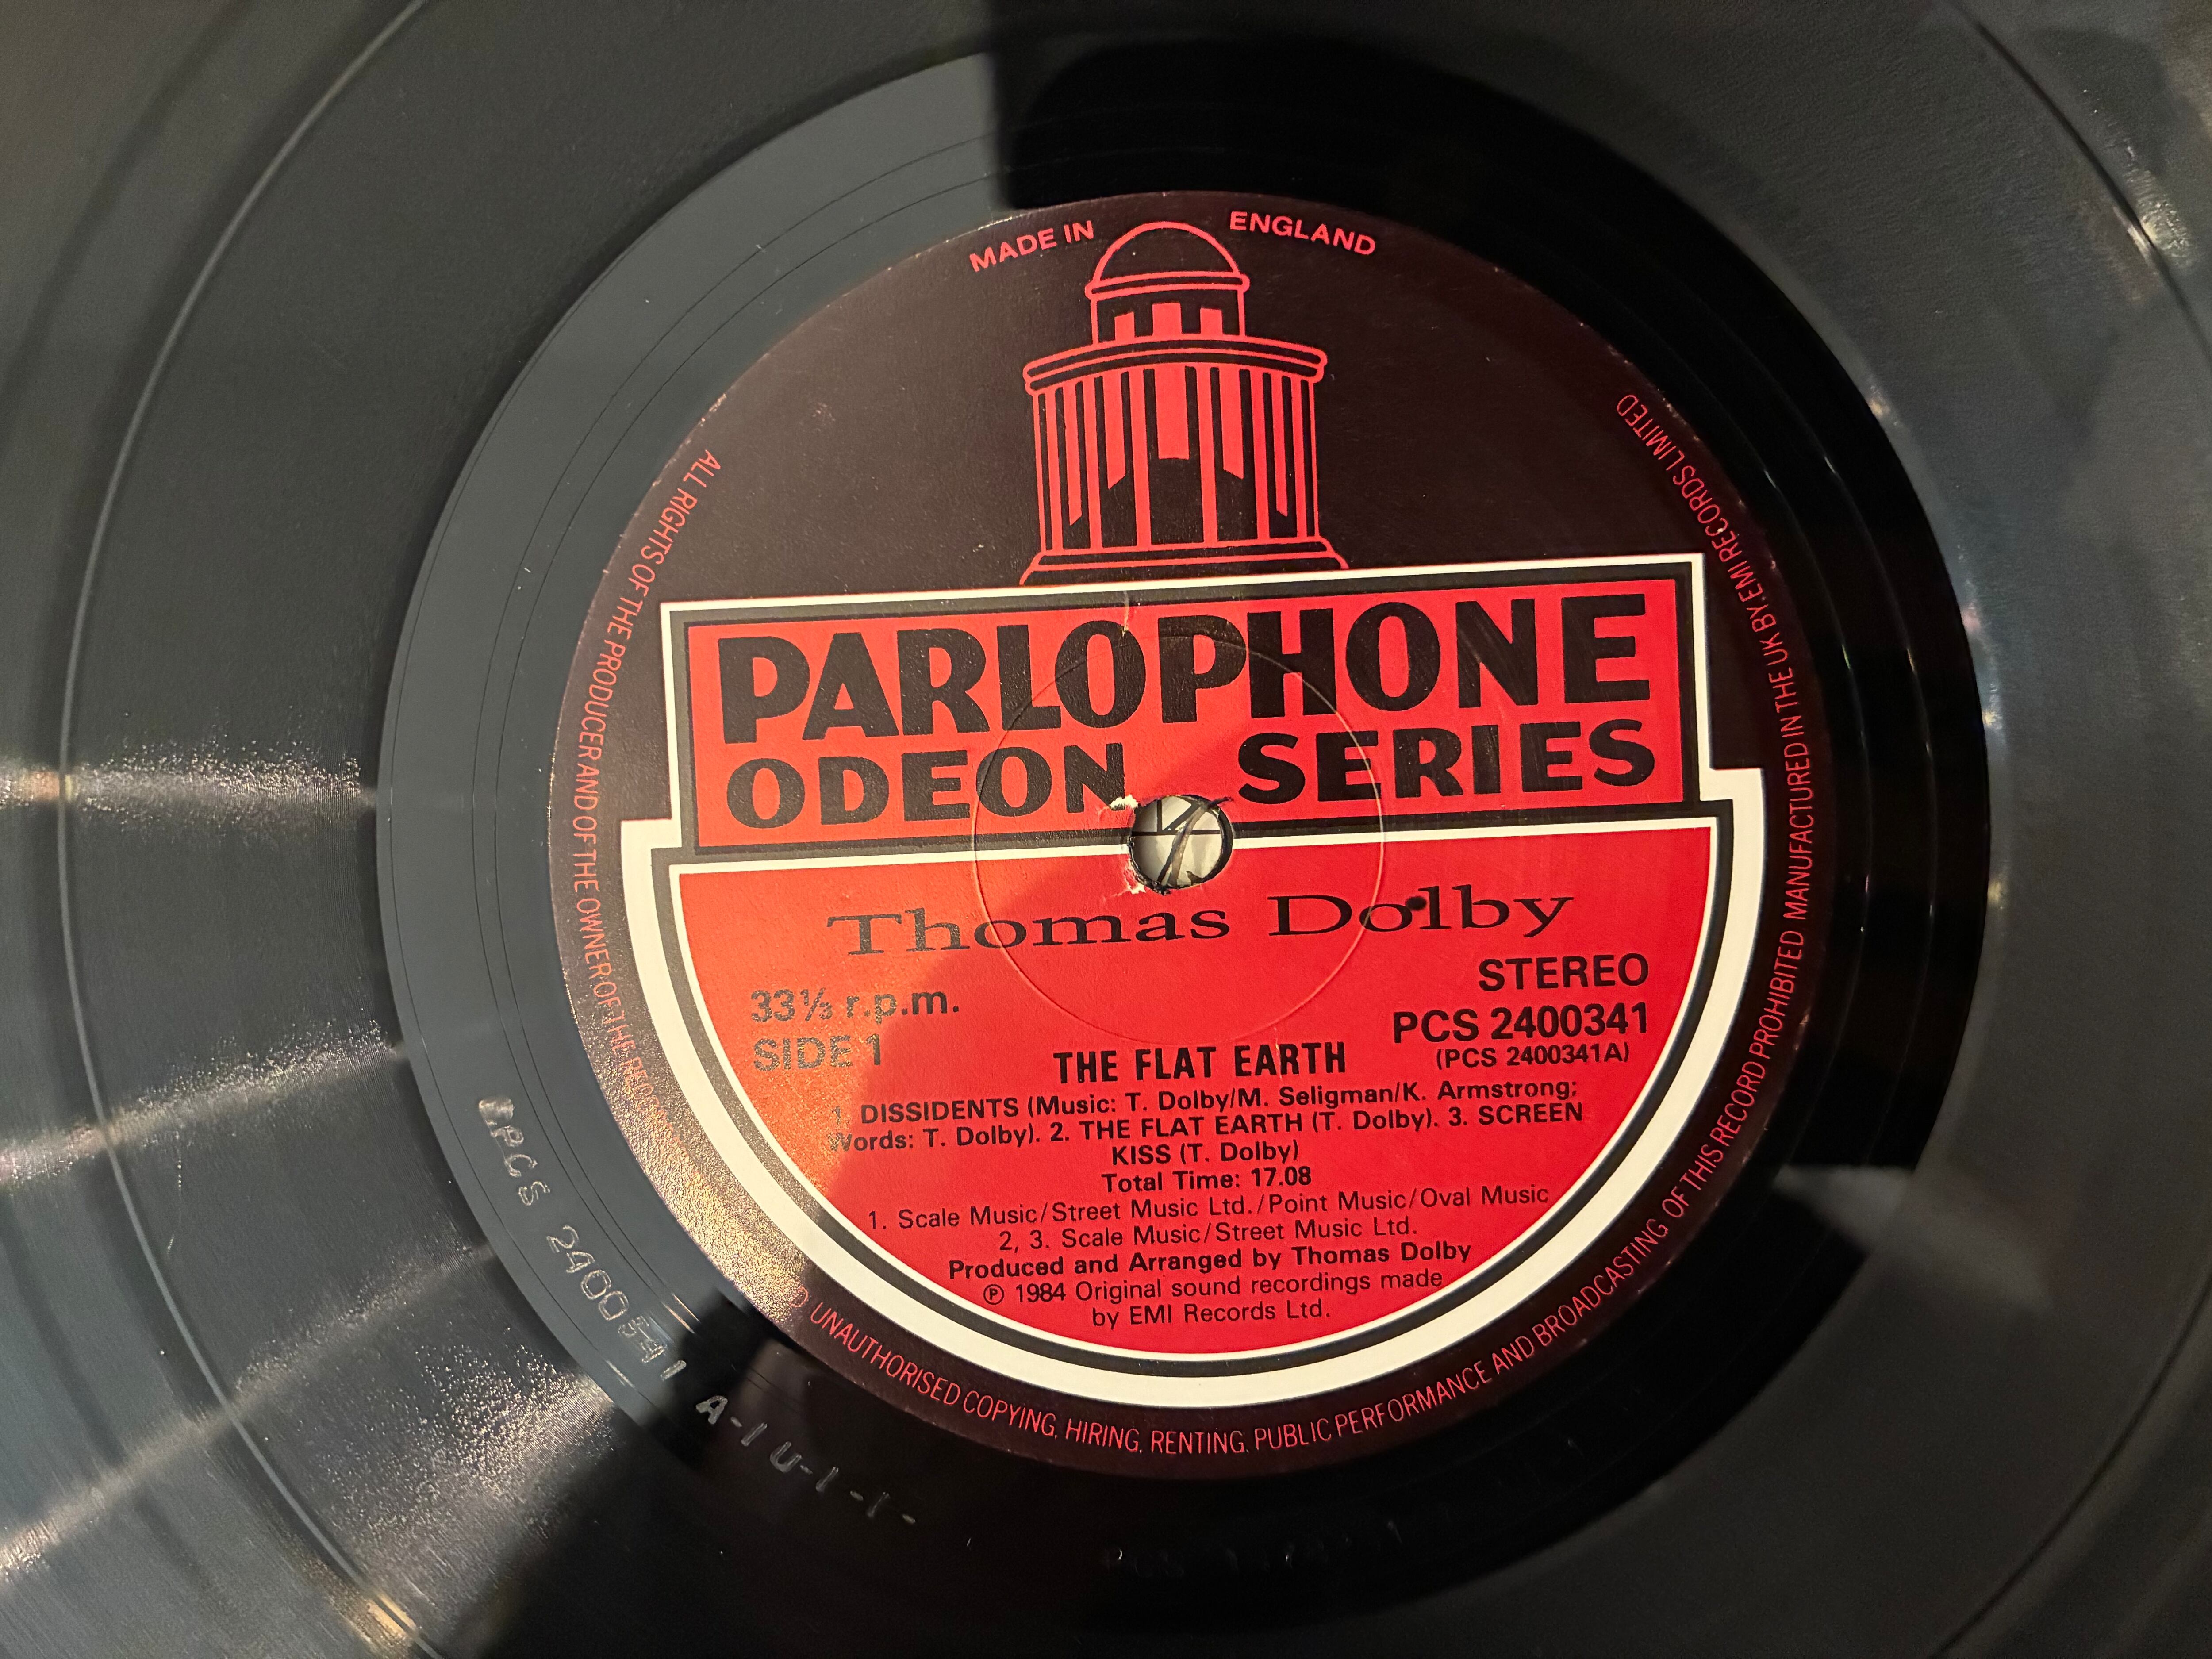 MADE IN ENGLAND
PARLOPHONE
ODEON SERIES
Thomas Dolby
33⅓ r.p.m.
SIDE 1
STEREO
PCS 2400341
(PCS 2400341A)
THE FLAT EARTH
1. DISSIDENTS (Music: T. Dolby/M. Seligman/K. Armstrong;
Words: T. Dolby). 2. THE FLAT EARTH (T. Dolby). 3. SCREEN
KISS (T. Dolby)
Total Time: 17.08
1. Scale Music/Street Music Ltd./Point Music/Oval Music
2, 3. Scale Music/Street Music Ltd.
Produced and Arranged by Thomas Dolby
℗ 1984 Original sound recordings made
by EMI Records Ltd.
ALL RIGHTS OF THE PRODUCER AND OF THE OWNER OF THE UNAUTHORISED COPYING, HIRING, RENTING, PUBLIC PERFORMANCE AND BROADCASTING OF THIS RECORD PROHIBITED MANUFACTURED IN THE UK BY EMI RECORDS LIMITED
2400341 A-1 U-1-1-